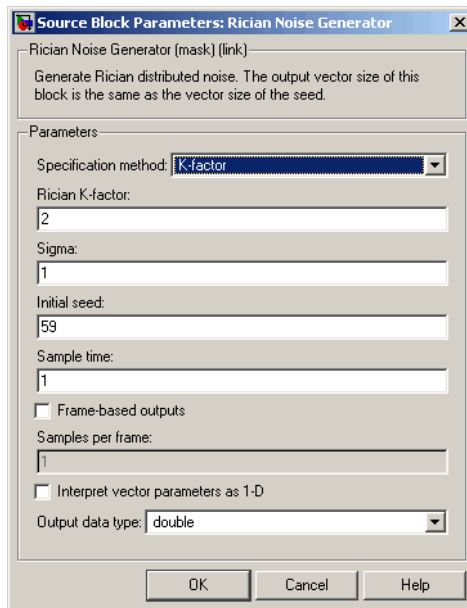 Source Block Parameters: Rician Noise Generator
Rician Noise Generator (mask) (link)
Generate Rician distributed noise. The output vector size of this
block is the same as the vector size of the seed.
Parameters
Specification method: K-factor
Rician K-factor:
2
Sigma:
1
Initial seed:
59
Sample time:
1
Frame-based outputs
Samples per frame:
1
Interpret vector parameters as 1-D
Output data type: double
OK Cancel Help